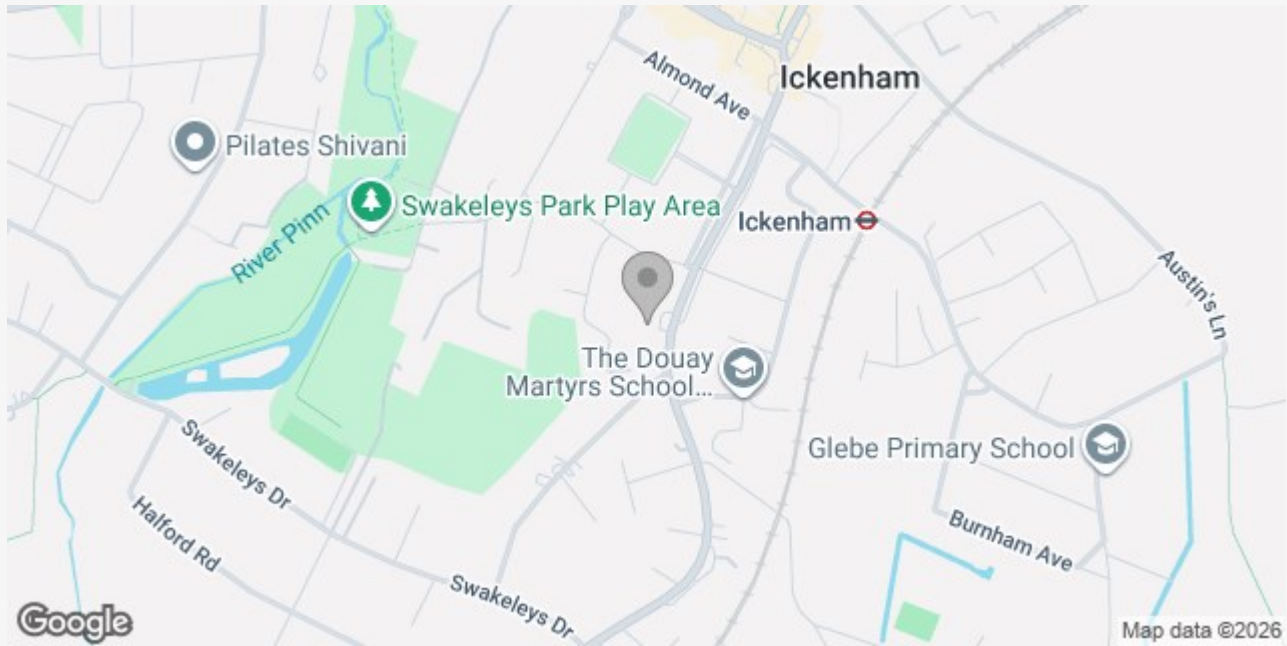 Ickenham
Almond Ave
Pilates Shivani
Swakeleys Park Play Area
River Pinn
Ickenham
Austin's Ln
The Douay
Martyrs School...
Glebe Primary School
Swakeleys Dr
Halford Rd
Burnham Ave
Swakeleys Dr
Google
Map data ©2026